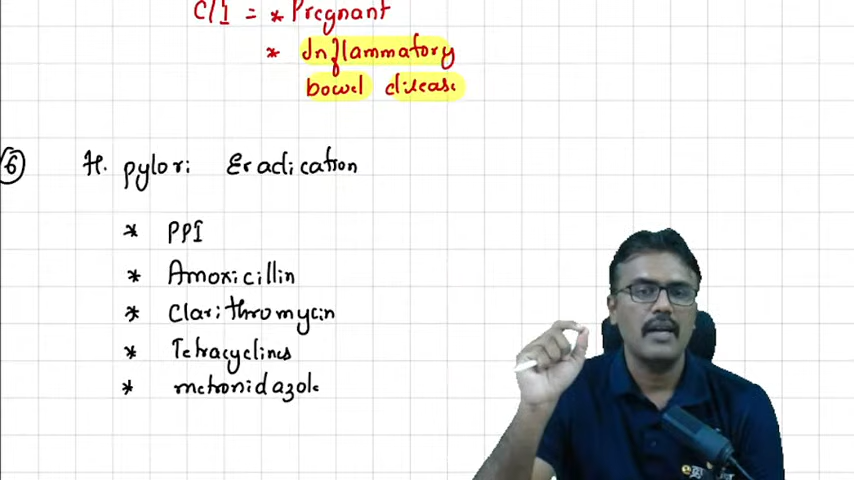 C/I = * Pregnant
* Inflammatory
bowel disease
6 H. pylori Eradication
* PPI
* Amoxicillin
* Clarithromycin
* Tetracyclines
* metronidazole